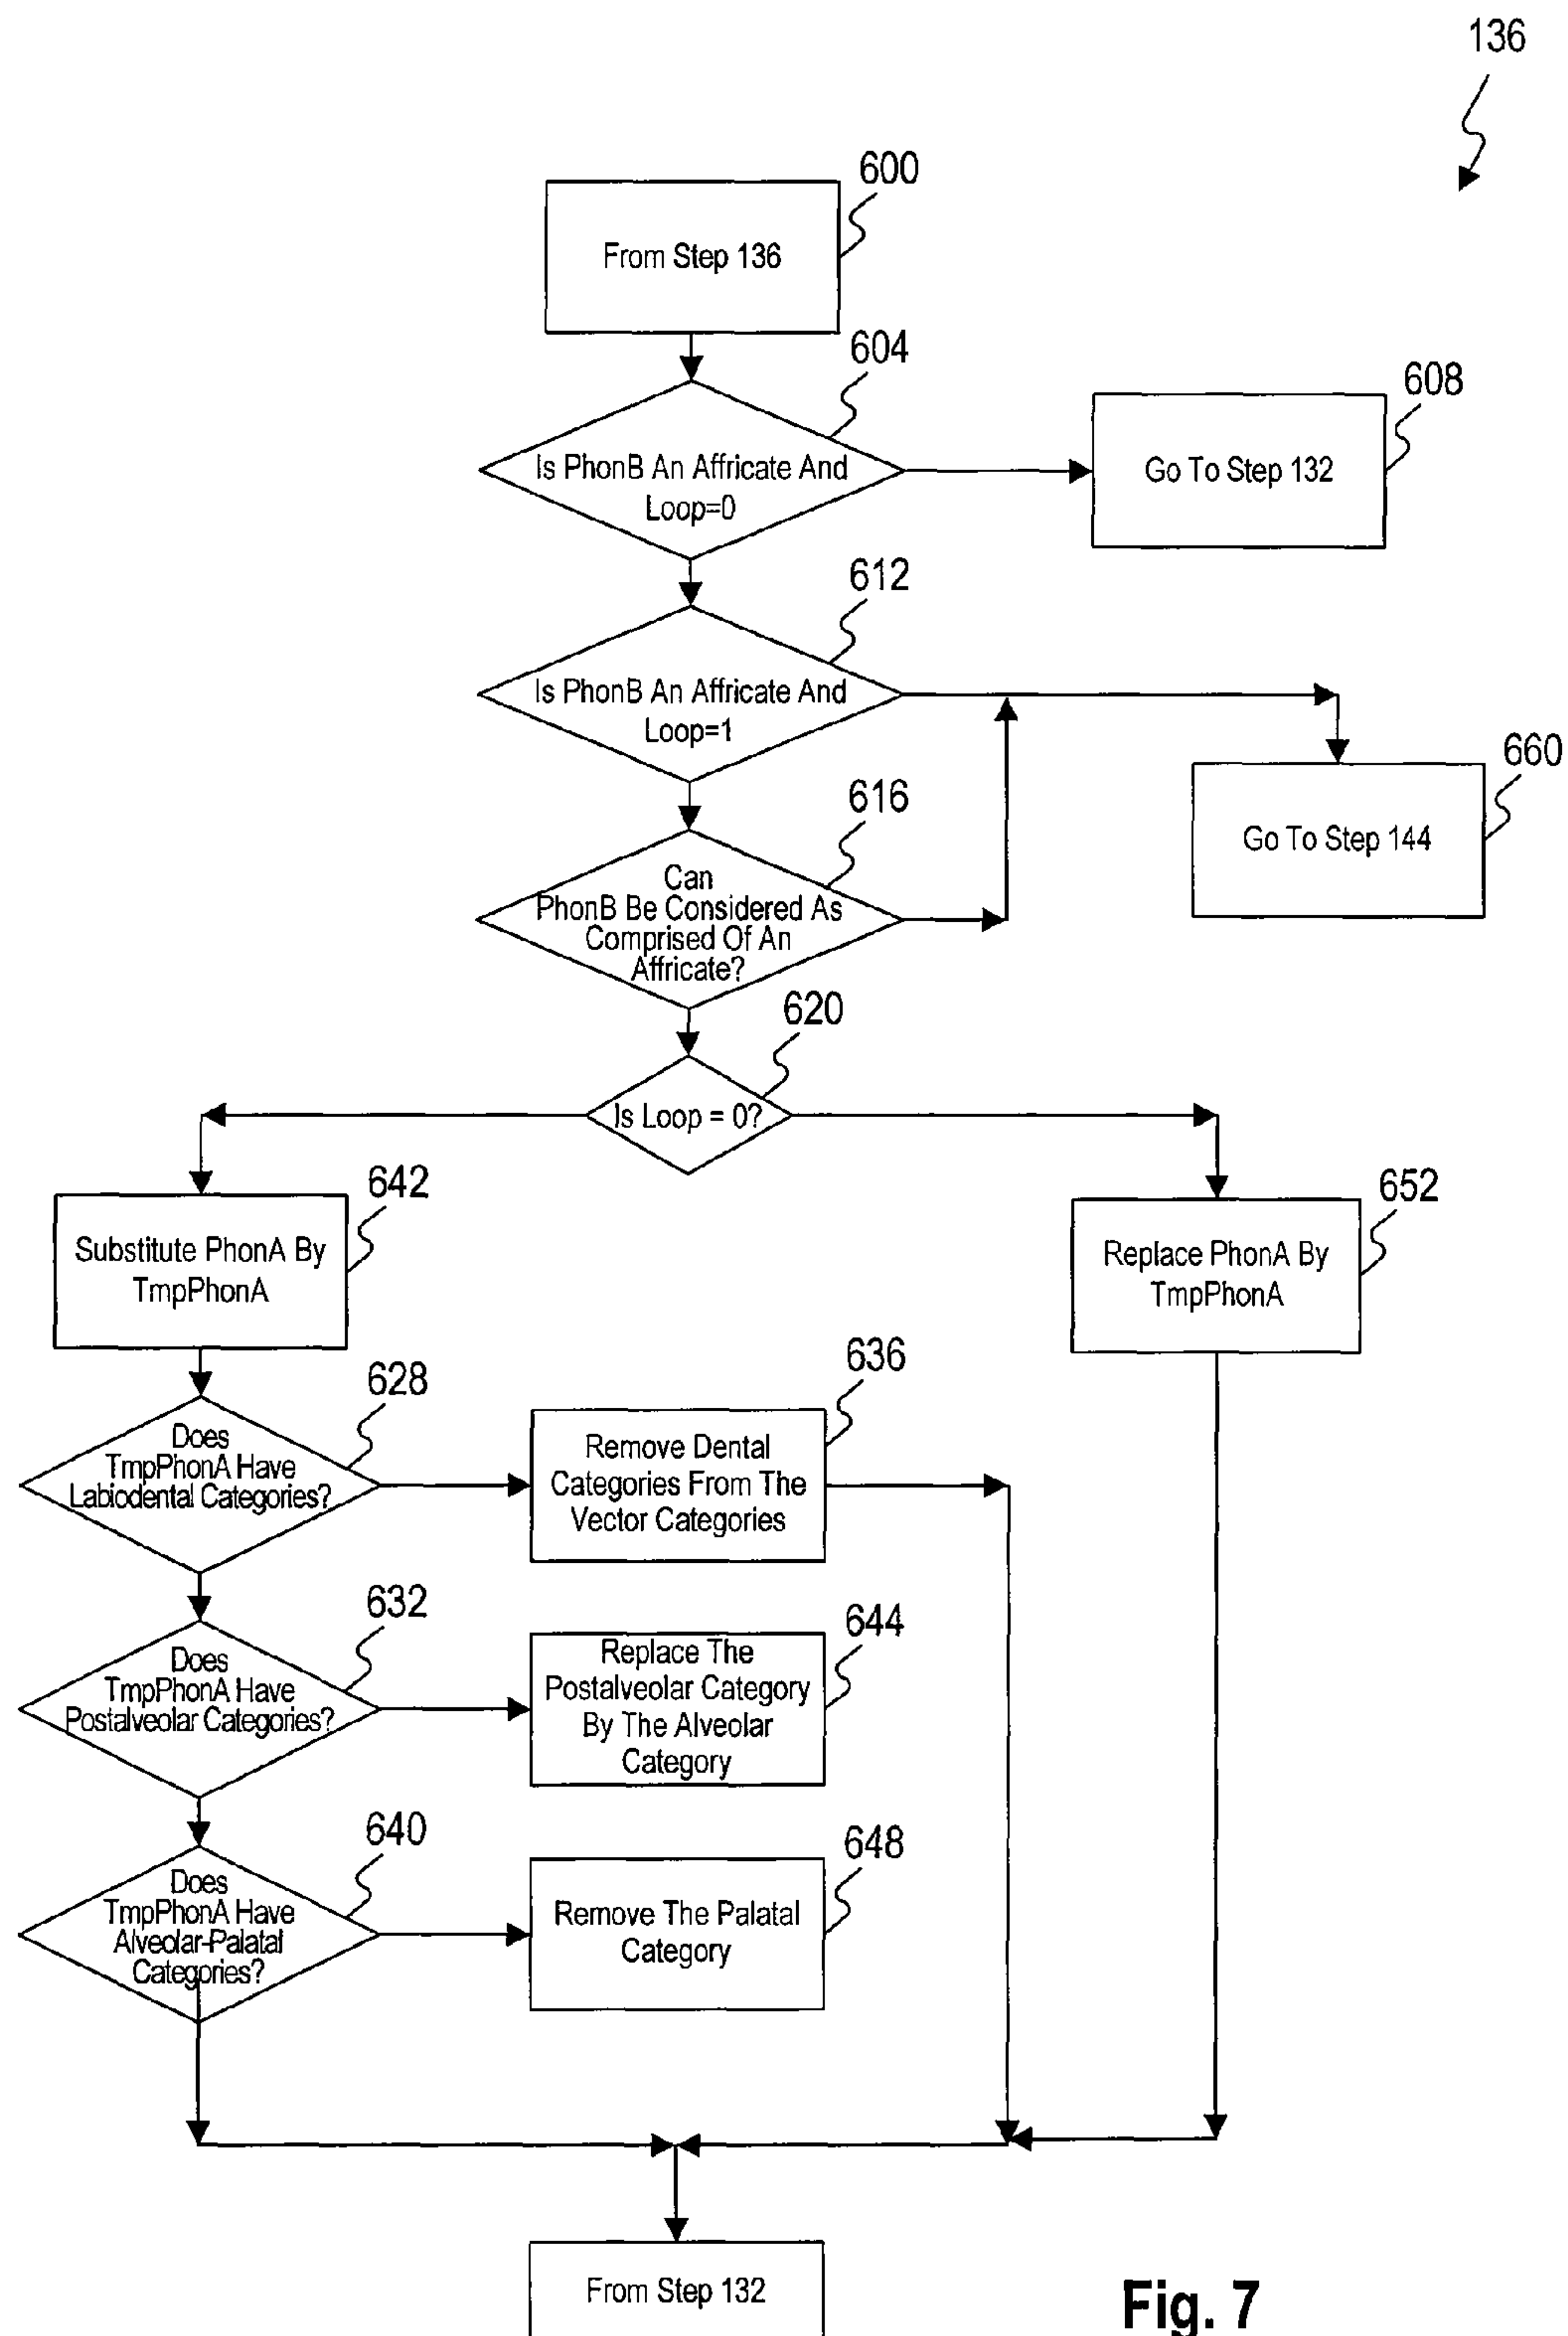 136
600
From Step 136
604
Is PhonB An Affricate And
Loop=0
608
Go To Step 132
612
Is PhonB An Affricate And
Loop=1
660
Go To Step 144
616
Can
PhonB Be Considered As
Comprised Of An
Affricate?
620
Is Loop = 0?
642
Substitute PhonA By
TmpPhonA
652
Replace PhonA By
TmpPhonA
628
Does
TmpPhonA Have
Labiodental Categories?
636
Remove Dental
Categories From The
Vector Categories
632
Does
TmpPhonA Have
Postalveolar Categories?
644
Replace The
Postalveolar Category
By The Alveolar
Category
640
Does
TmpPhonA Have
Alveolar-Palatal
Categories?
648
Remove The Palatal
Category
From Step 132
Fig. 7